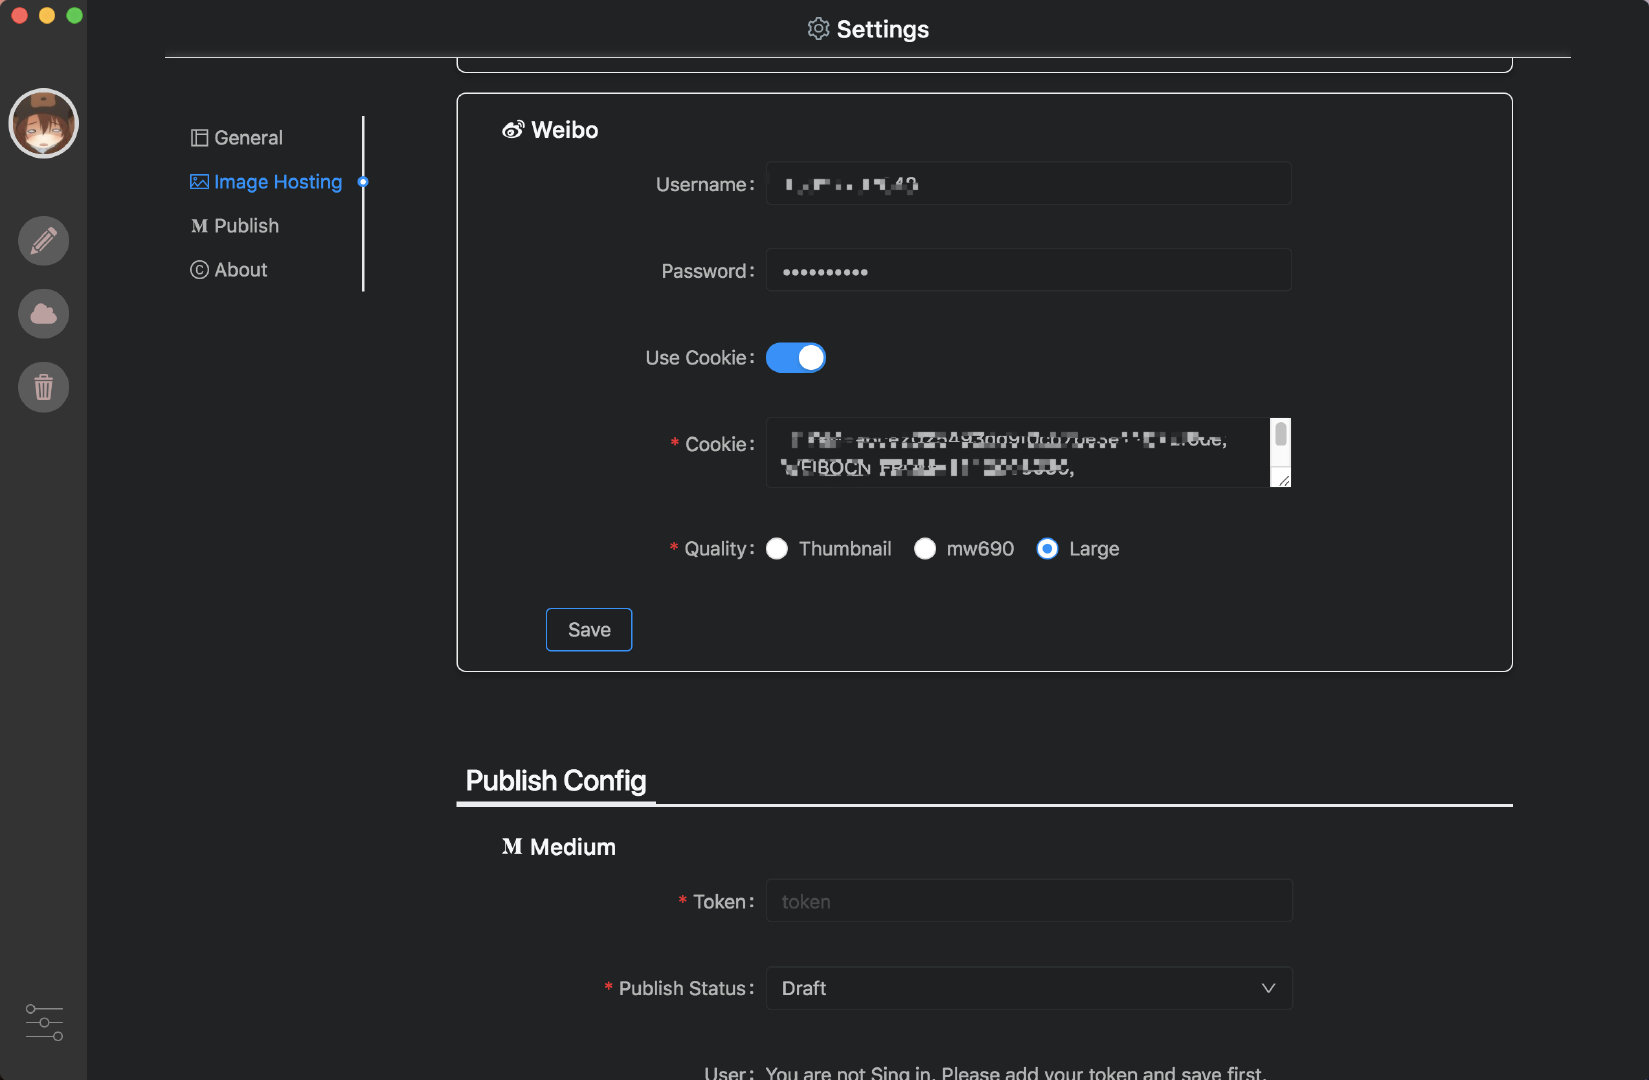 Settings
General
Image Hosting
Publish
About
Weibo
Username:
Password:
Use Cookie:
* Cookie:
* Quality: Thumbnail mw690 Large
Save
Publish Config
Medium
* Token: token
* Publish Status: Draft
User: You are not Sing in. Please add your token and save first.